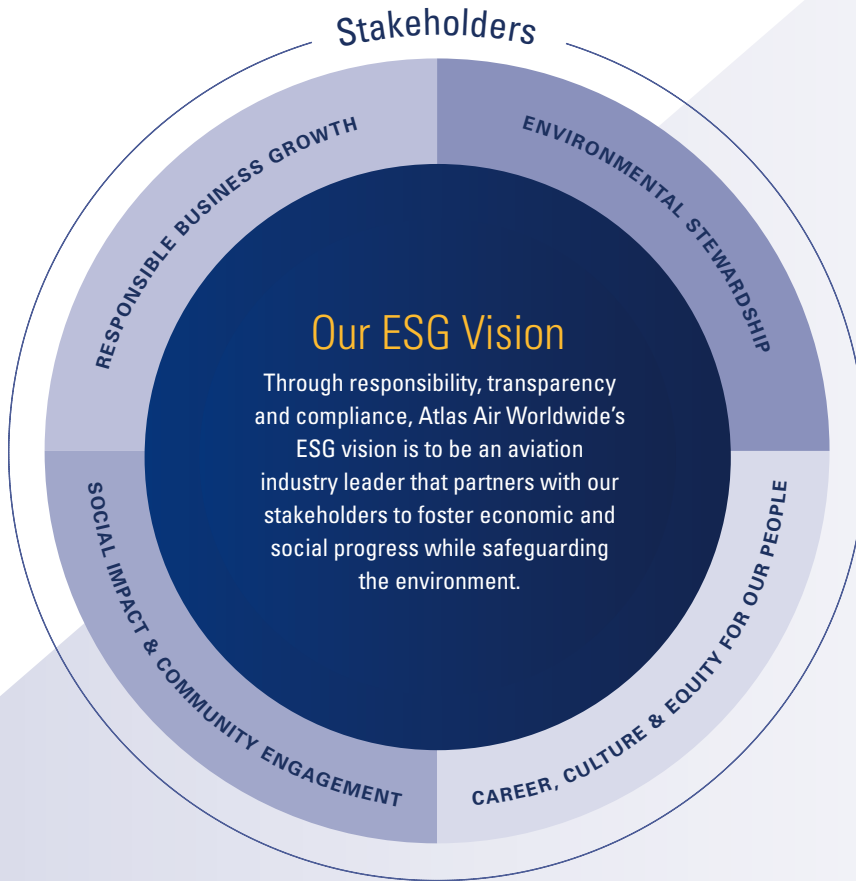 Stakeholders
RESPONSIBLE BUSINESS GROWTH
ENVIRONMENTAL STEWARDSHIP
Our ESG Vision
Through responsibility, transparency
and compliance, Atlas Air Worldwide’s
ESG vision is to be an aviation
industry leader that partners with our
stakeholders to foster economic and
social progress while safeguarding
the environment.
SOCIAL IMPACT & COMMUNITY ENGAGEMENT
CAREER, CULTURE & EQUITY FOR OUR PEOPLE